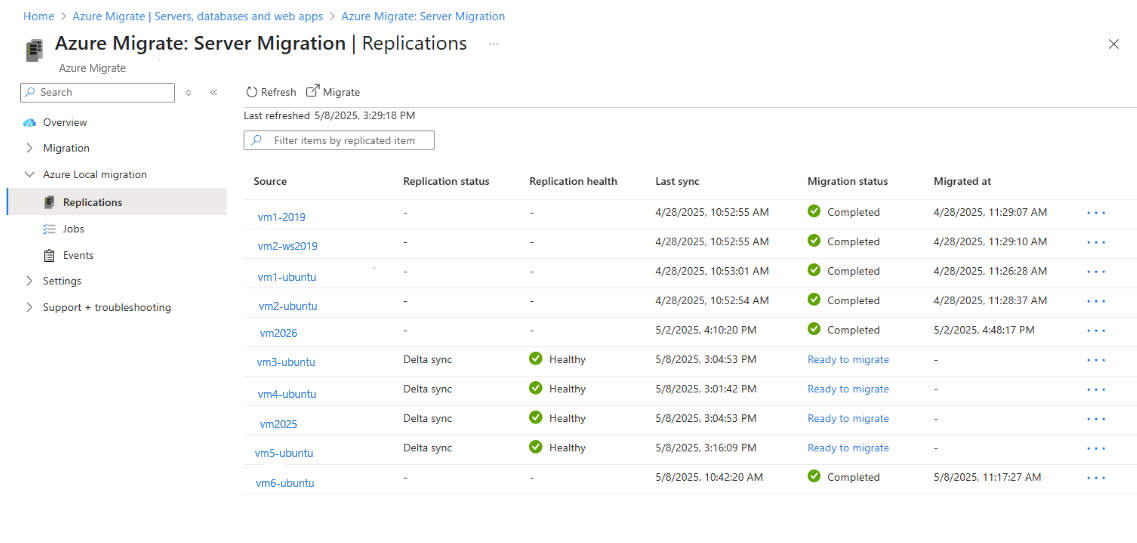 Home > Azure Migrate | Servers, databases and web apps > Azure Migrate: Server Migration
Azure Migrate: Server Migration | Replications ...
Azure Migrate
Search
Overview
Migration
Azure Local migration
Replications
Jobs
Events
Settings
Support + troubleshooting
Refresh Migrate
Last refreshed 5/8/2025, 3:29:18 PM
Filter items by replicated item
Source Replication status Replication health Last sync Migration status Migrated at
vm1-2019 - - 4/28/2025, 10:52:55 AM Completed 4/28/2025, 11:29:07 AM
vm2-ws2019 - - 4/28/2025, 10:52:55 AM Completed 4/28/2025, 11:29:10 AM
vm1-ubuntu - - 4/28/2025, 10:53:01 AM Completed 4/28/2025, 11:26:28 AM
vm2-ubuntu - - 4/28/2025, 10:52:54 AM Completed 4/28/2025, 11:28:37 AM
vm2026 - - 5/2/2025, 4:10:20 PM Completed 5/2/2025, 4:48:17 PM
vm3-ubuntu Delta sync Healthy 5/8/2025, 3:04:53 PM Ready to migrate -
vm4-ubuntu Delta sync Healthy 5/8/2025, 3:01:42 PM Ready to migrate -
vm2025 Delta sync Healthy 5/8/2025, 3:04:53 PM Ready to migrate -
vm5-ubuntu Delta sync Healthy 5/8/2025, 3:16:09 PM Ready to migrate -
vm6-ubuntu - - 5/8/2025, 10:42:20 AM Completed 5/8/2025, 11:17:27 AM